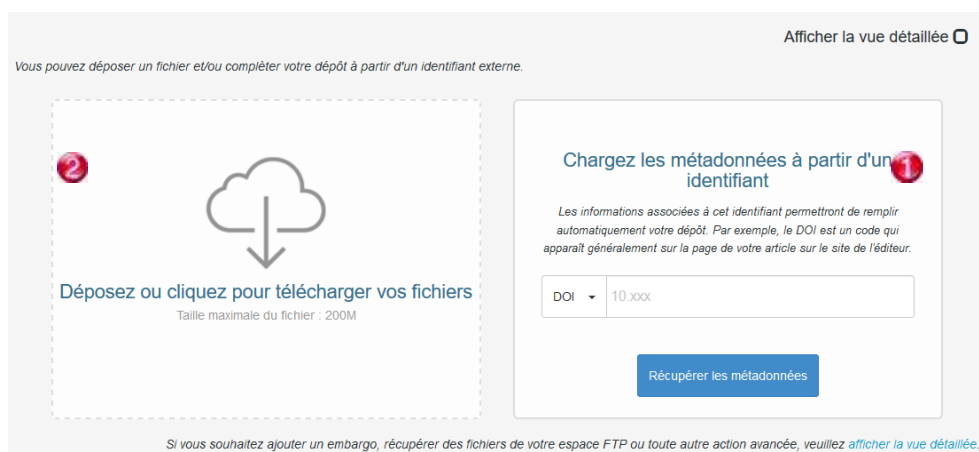 Afficher la vue détaillée
Vous pouvez déposer un fichier et/ou complèter votre dépôt à partir d'un identifiant externe.
2
Déposez ou cliquez pour télécharger vos fichiers
Taille maximale du fichier : 200M
1
Chargez les métadonnées à partir d'un
identifiant
Les informations associées à cet identifiant permettront de remplir
automatiquement votre dépôt. Par exemple, le DOI est un code qui
apparaît généralement sur la page de votre article sur le site de l'éditeur.
DOI 10.xxx
Récupérer les métadonnées
Si vous souhaitez ajouter un embargo, récupérer des fichiers de votre espace FTP ou toute autre action avancée, veuillez afficher la vue détaillée.